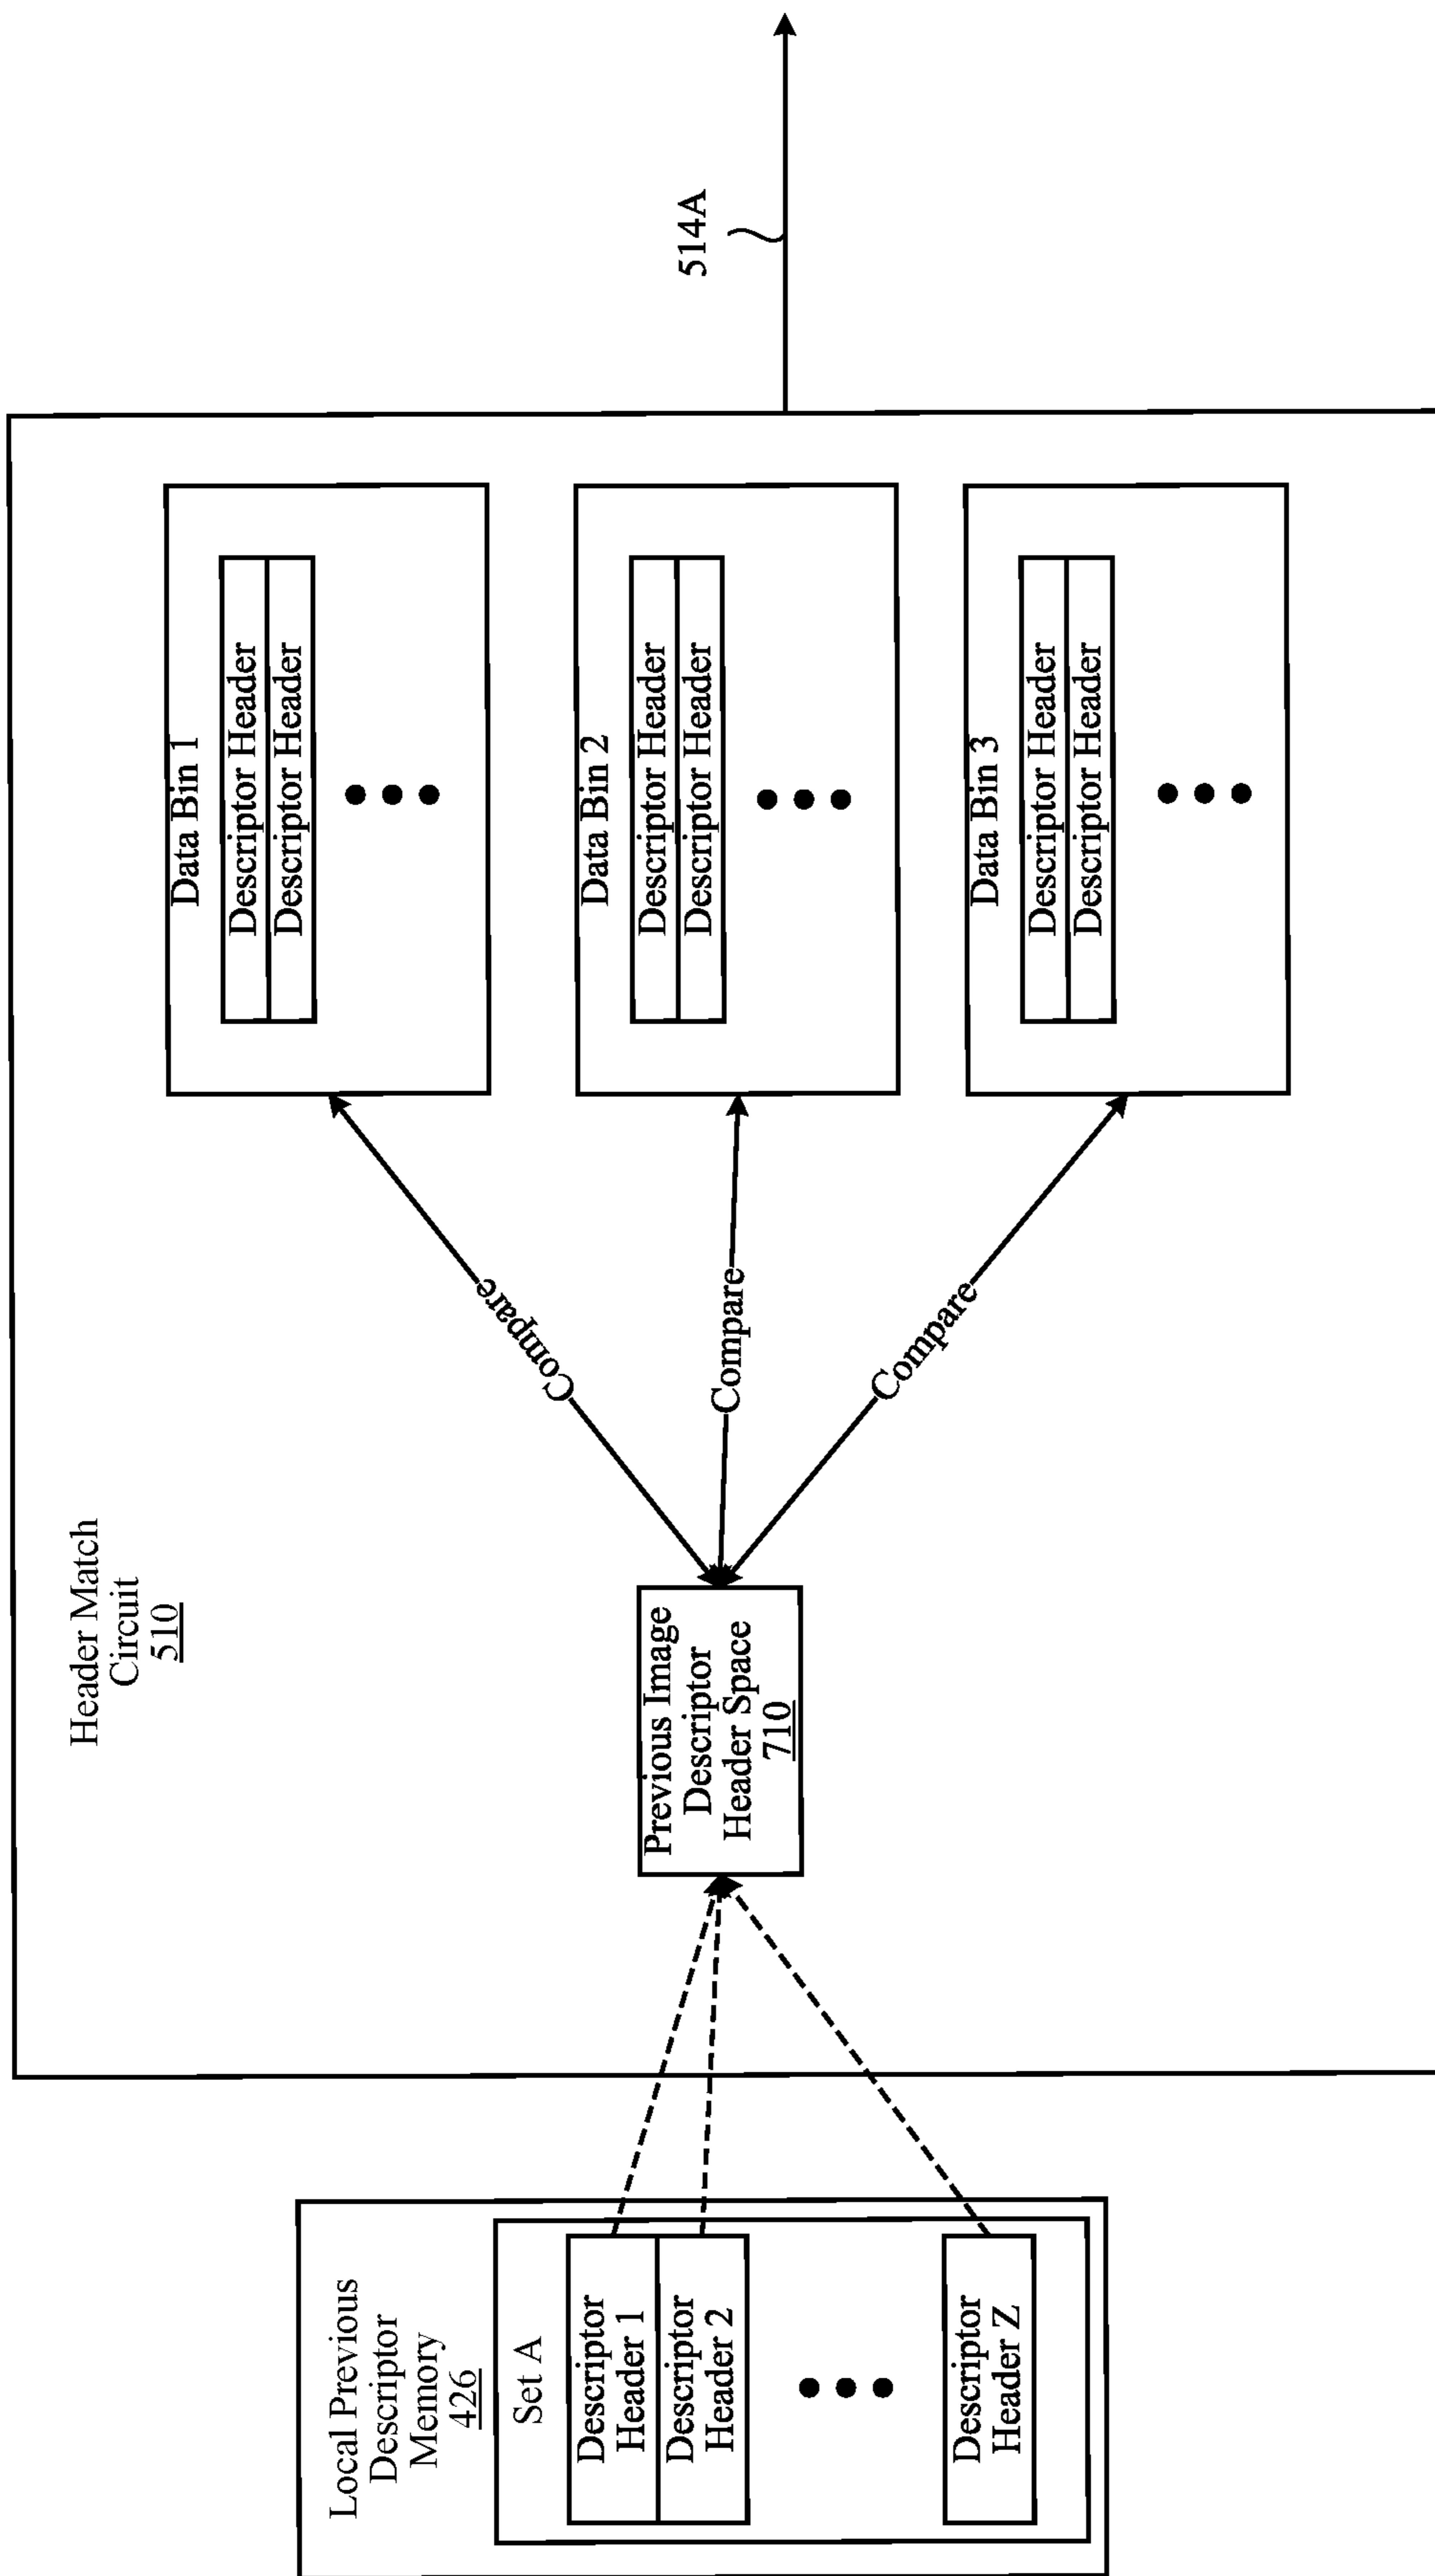 Local Previous
Descriptor
Memory
426
Set A
Descriptor
Header 1
Descriptor
Header 2
Descriptor
Header Z
Header Match
Circuit
510
Previous Image
Descriptor
Header Space
710
Compare
Compare
Compare
Data Bin 1
Descriptor Header
Descriptor Header
Data Bin 2
Descriptor Header
Descriptor Header
Data Bin 3
Descriptor Header
Descriptor Header
514A